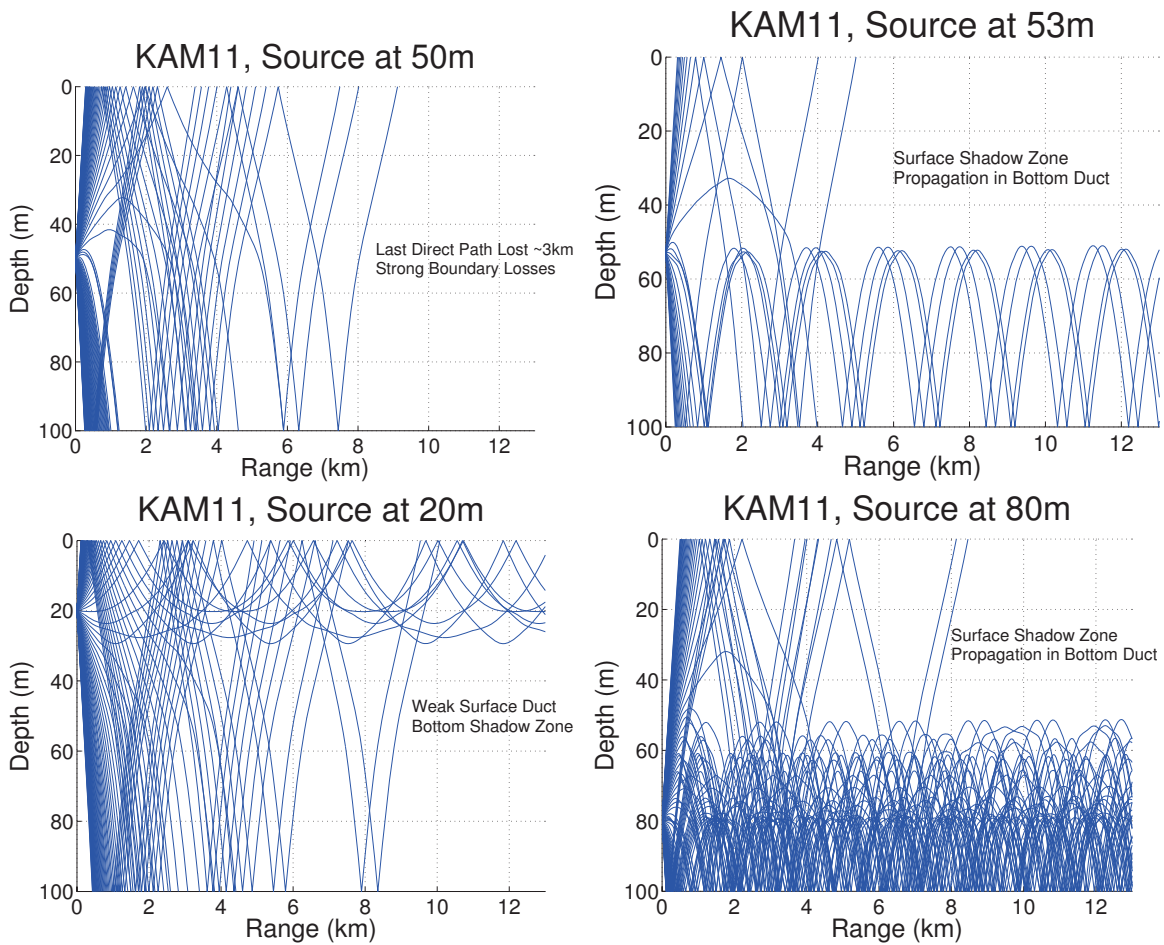 KAM11, Source at 50m
0
20
40
60
80
100
Depth (m)
0
2
4
6
8
10
12
Range (km)
Last Direct Path Lost ~3km
Strong Boundary Losses
KAM11, Source at 53m
0
20
40
60
80
100
Depth (m)
0
2
4
6
8
10
12
Range (km)
Surface Shadow Zone
Propagation in Bottom Duct
KAM11, Source at 20m
0
20
40
60
80
100
Depth (m)
0
2
4
6
8
10
12
Range (km)
Weak Surface Duct
Bottom Shadow Zone
KAM11, Source at 80m
0
20
40
60
80
100
Depth (m)
0
2
4
6
8
10
12
Range (km)
Surface Shadow Zone
Propagation in Bottom Duct